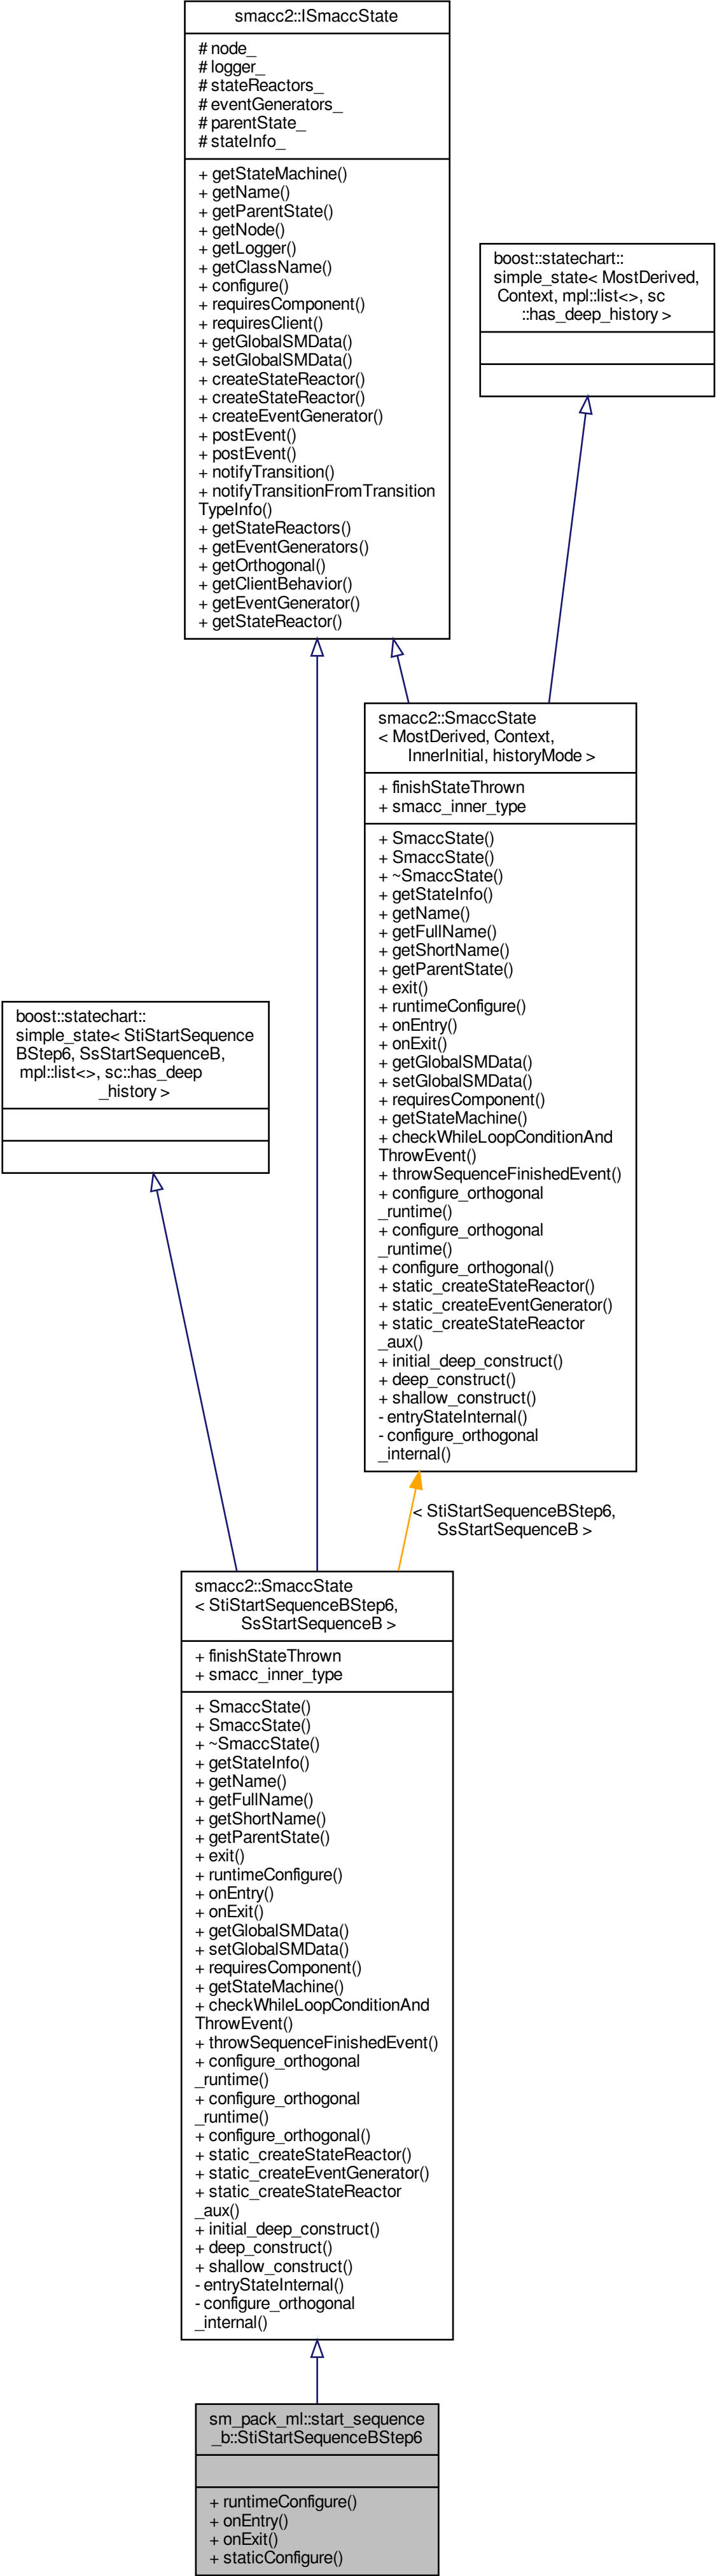 smacc2::ISmaccState
# node_
# logger_
# stateReactors_
# eventGenerators_
# parentState_
# stateInfo_
+ getStateMachine()
+ getName()
+ getParentState()
+ getNode()
+ getLogger()
+ getClassName()
+ configure()
+ requiresComponent()
+ requiresClient()
+ getGlobalSMData()
+ setGlobalSMData()
+ createStateReactor()
+ createStateReactor()
+ createEventGenerator()
+ postEvent()
+ postEvent()
+ notifyTransition()
+ notifyTransitionFromTransition
TypeInfo()
+ getStateReactors()
+ getEventGenerators()
+ getOrthogonal()
+ getClientBehavior()
+ getEventGenerator()
+ getStateReactor()
boost::statechart::
simple_state< MostDerived,
Context, mpl::list<>, sc
::has_deep_history >
smacc2::SmaccState
< MostDerived, Context,
InnerInitial, historyMode >
+ finishStateThrown
+ smacc_inner_type
+ SmaccState()
+ SmaccState()
+ ~SmaccState()
+ getStateInfo()
+ getName()
+ getFullName()
+ getShortName()
+ getParentState()
+ exit()
+ runtimeConfigure()
+ onEntry()
+ onExit()
+ getGlobalSMData()
+ setGlobalSMData()
+ requiresComponent()
+ getStateMachine()
+ checkWhileLoopConditionAnd
ThrowEvent()
+ throwSequenceFinishedEvent()
+ configure_orthogonal
_runtime()
+ configure_orthogonal
_runtime()
+ configure_orthogonal()
+ static_createStateReactor()
+ static_createEventGenerator()
+ static_createStateReactor
_aux()
+ initial_deep_construct()
+ deep_construct()
+ shallow_construct()
- entryStateInternal()
- configure_orthogonal
_internal()
boost::statechart::
simple_state< StiStartSequence
BStep6, SsStartSequenceB,
mpl::list<>, sc::has_deep
_history >
< StiStartSequenceBStep6,
SsStartSequenceB >
smacc2::SmaccState
< StiStartSequenceBStep6,
SsStartSequenceB >
+ finishStateThrown
+ smacc_inner_type
+ SmaccState()
+ SmaccState()
+ ~SmaccState()
+ getStateInfo()
+ getName()
+ getFullName()
+ getShortName()
+ getParentState()
+ exit()
+ runtimeConfigure()
+ onEntry()
+ onExit()
+ getGlobalSMData()
+ setGlobalSMData()
+ requiresComponent()
+ getStateMachine()
+ checkWhileLoopConditionAnd
ThrowEvent()
+ throwSequenceFinishedEvent()
+ configure_orthogonal
_runtime()
+ configure_orthogonal
_runtime()
+ configure_orthogonal()
+ static_createStateReactor()
+ static_createEventGenerator()
+ static_createStateReactor
_aux()
+ initial_deep_construct()
+ deep_construct()
+ shallow_construct()
- entryStateInternal()
- configure_orthogonal
_internal()
sm_pack_ml::start_sequence
_b::StiStartSequenceBStep6
+ runtimeConfigure()
+ onEntry()
+ onExit()
+ staticConfigure()